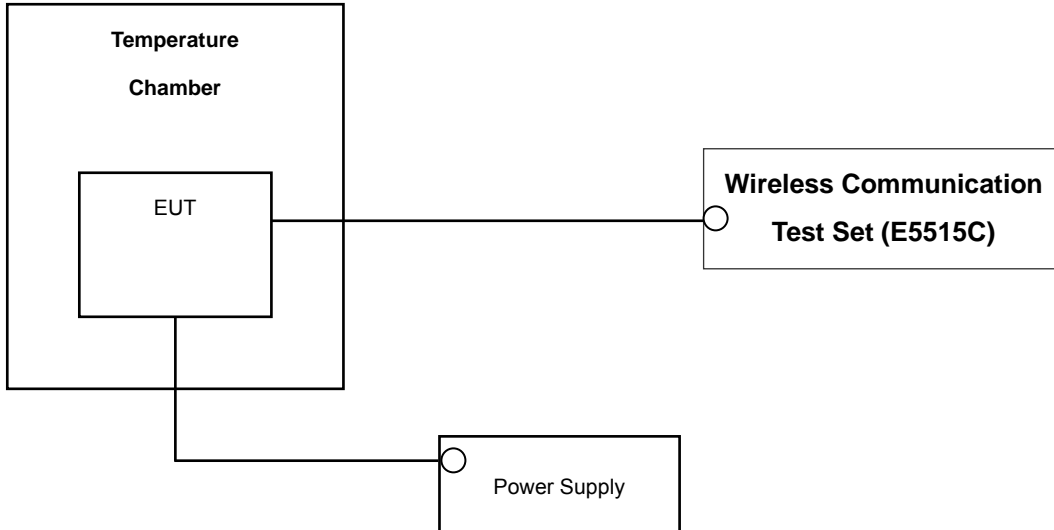 Temperature
Chamber
EUT
Wireless Communication
Test Set (E5515C)
Power Supply